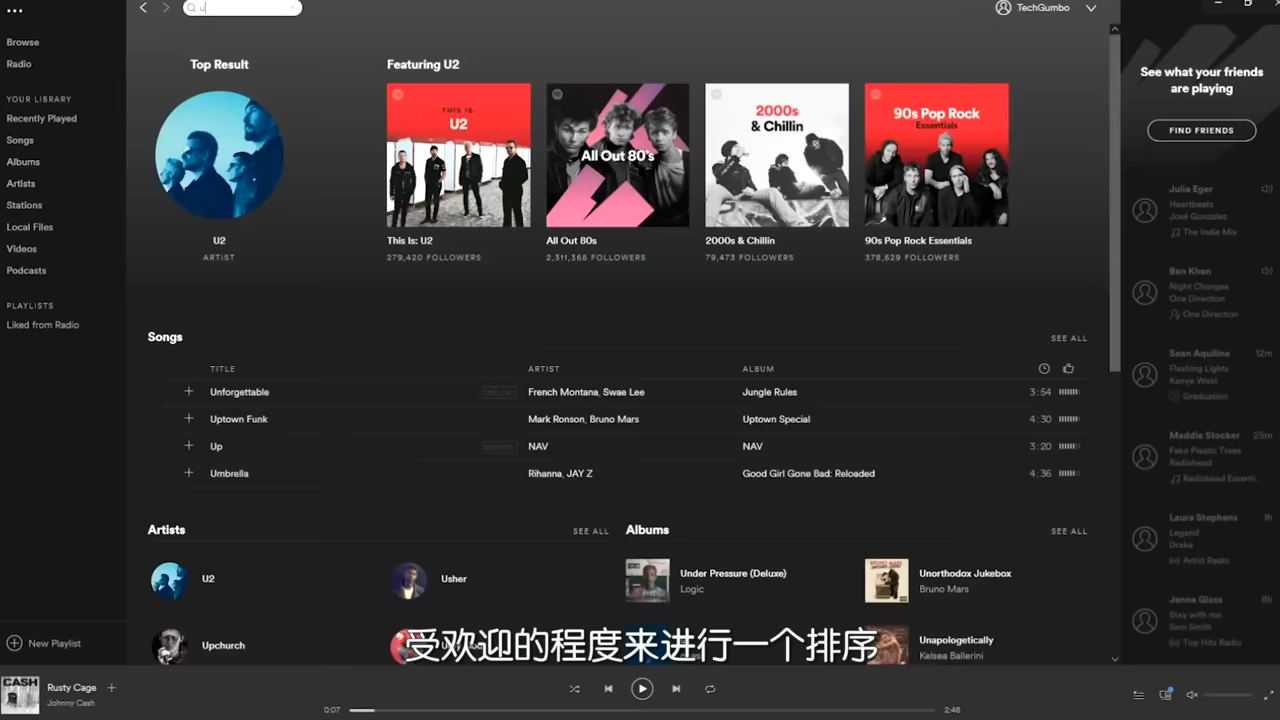 u
TechGumbo
Browse
Radio
YOUR LIBRARY
Recently Played
Songs
Albums
Artists
Stations
Local Files
Videos
Podcasts
PLAYLISTS
Liked from Radio
New Playlist
Top Result
U2
ARTIST
Featuring U2
THIS IS:
U2
All Out 80's
2000s
& Chillin
90s Pop Rock
Essentials
This Is: U2
279,420 FOLLOWERS
All Out 80s
2,311,365 FOLLOWERS
2000s & Chillin
79,473 FOLLOWERS
90s Pop Rock Essentials
378,629 FOLLOWERS
Songs
SEE ALL
TITLE ARTIST ALBUM
Unforgettable French Montana, Swae Lee Jungle Rules 3:54
Uptown Funk Mark Ronson, Bruno Mars Uptown Special 4:30
Up NAV NAV 3:20
Umbrella Rihanna, JAY Z Good Girl Gone Bad: Reloaded 4:36
Artists
SEE ALL
U2
Usher
Upchurch
Albums
SEE ALL
Under Pressure (Deluxe)
Logic
Unorthodox Jukebox
Bruno Mars
Unapologetically
Kelsea Ballerini
受欢迎的程度来进行一个排序
See what your friends
are playing
FIND FRIENDS
Julia Eger
Heartbeats
José González
The Indie Mix
Ben Khan
Night Changes
One Direction
One Direction
Sean Aquilina 12m
Flashing Lights
Kanye West
Graduation
Maddie Stocker 25m
Fake Plastic Trees
Radiohead
Radiohead Essenti...
Laura Stephens 1h
Legend
Drake
Artist Radio
Jenna Glass 8h
Stay with me
Sam Smith
Top Hits Radio
CASH
Rusty Cage
Johnny Cash
0:07
2:48